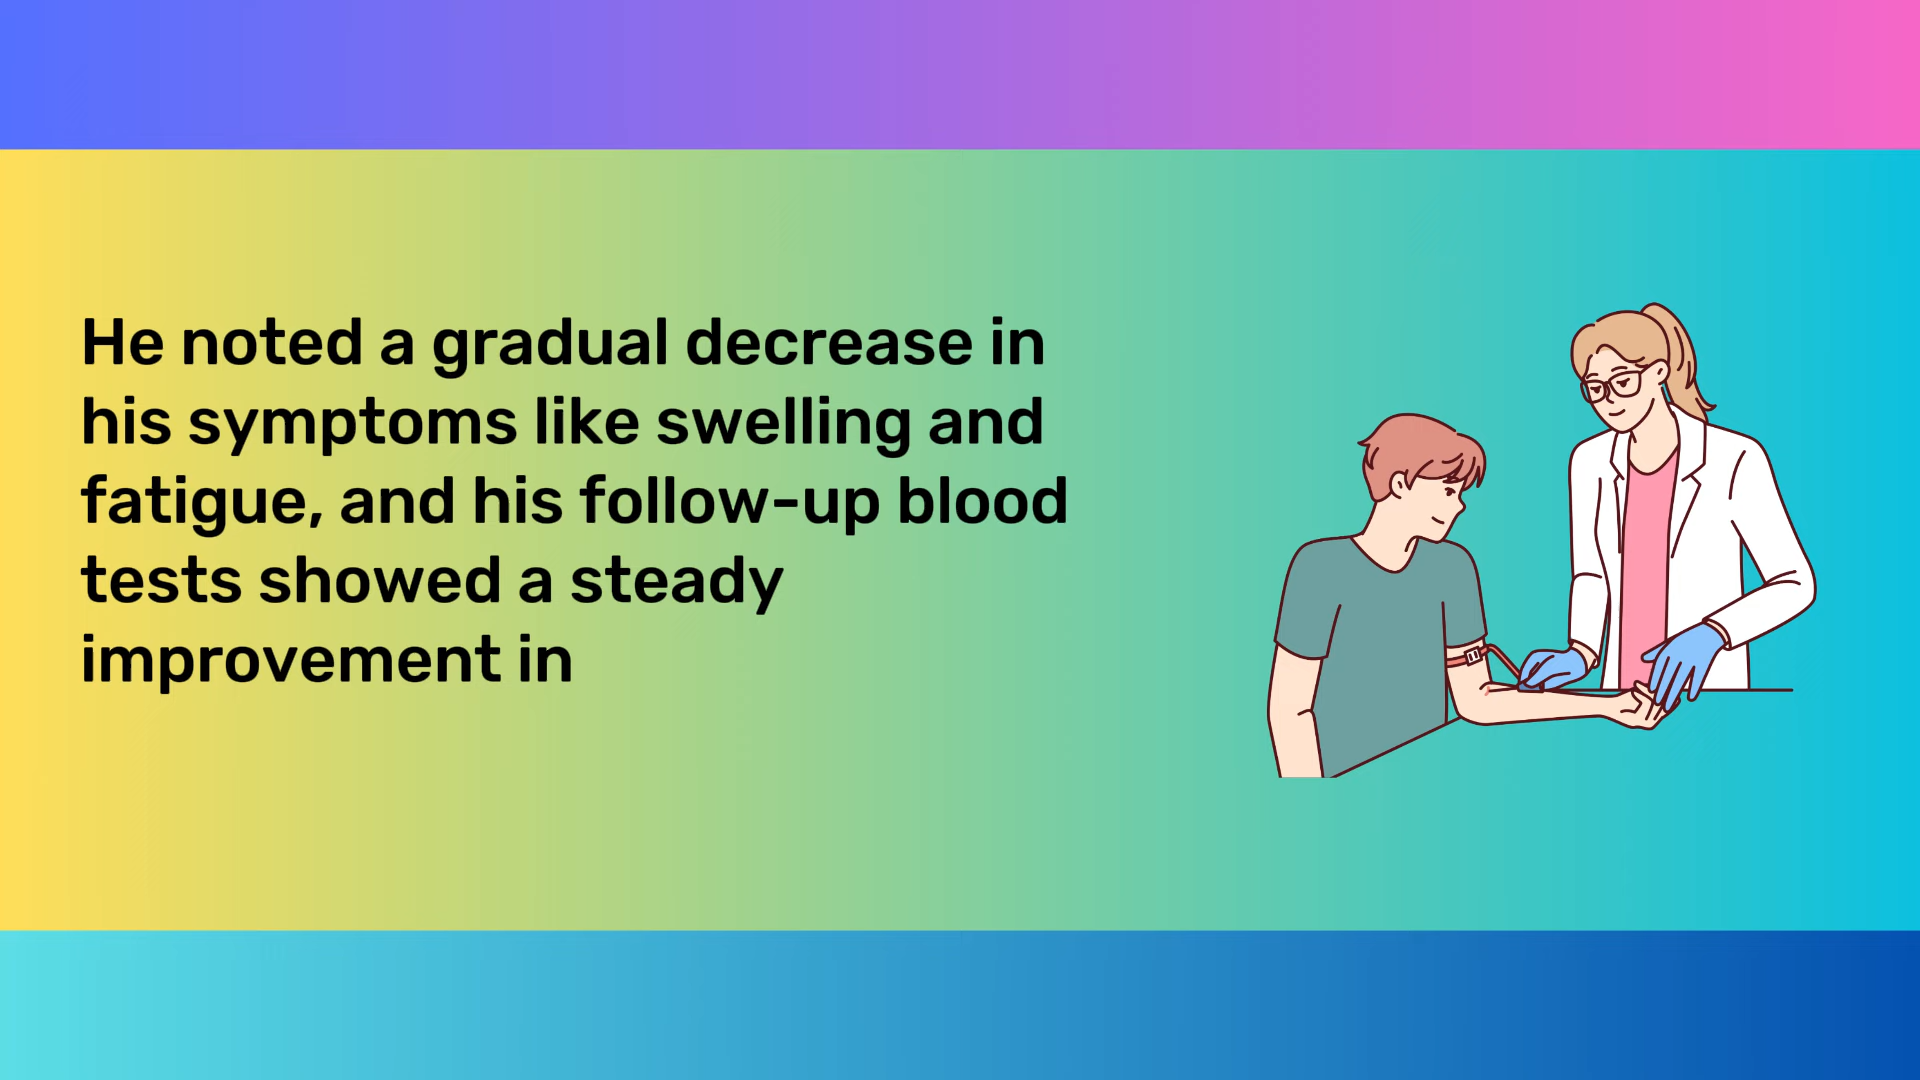 He noted a gradual decrease in
his symptoms like swelling and
fatigue, and his follow-up blood
tests showed a steady
improvement in